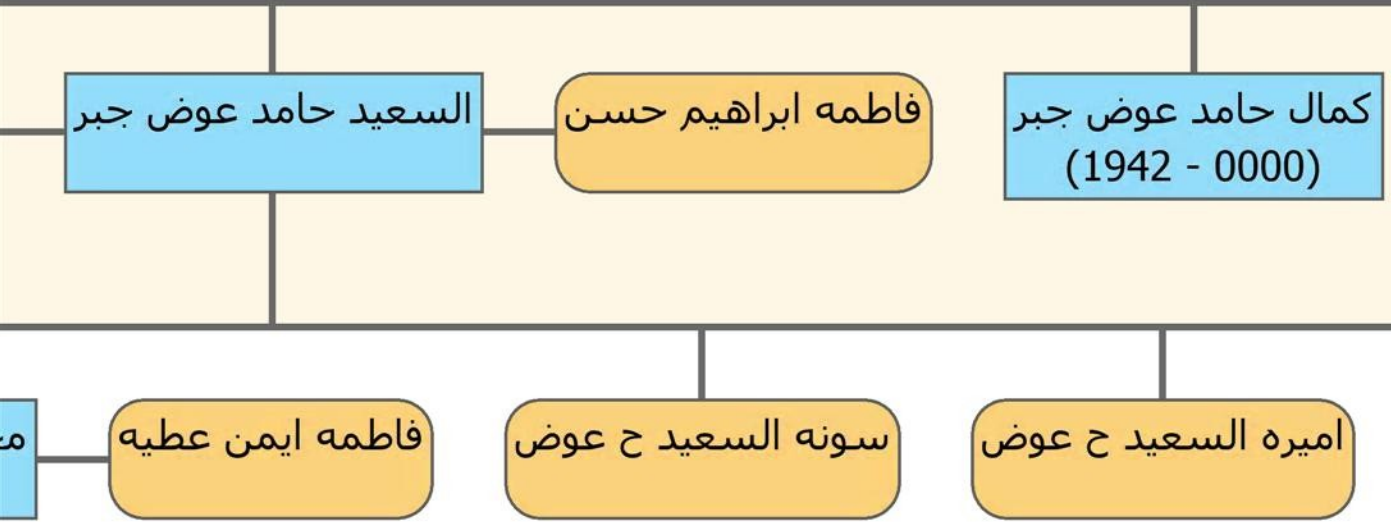 كمال حامد عوض جبر
(0000 - 1942)
فاطمه ابراهيم حسن
السعيد حامد عوض جبر
اميره السعيد ح عوض
سونه السعيد ح عوض
فاطمه ايمن عطيه